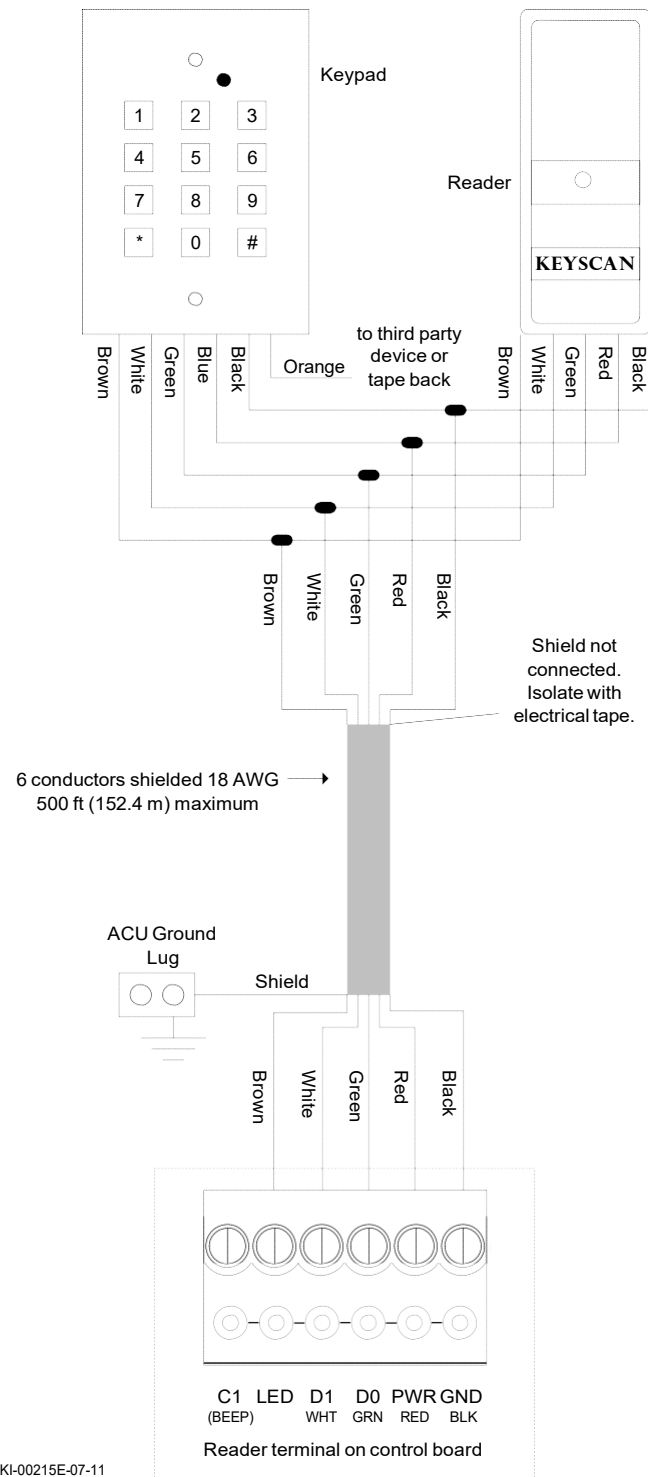 Keypad
1 2 3
4 5 6
7 8 9
* 0 #
Reader
KEYSCAN
to third party
device or
tape back
Orange
Brown
White
Green
Blue
Black
Brown
White
Green
Red
Black
Brown
White
Green
Red
Black
Shield not
connected.
Isolate with
electrical tape.
6 conductors shielded 18 AWG
500 ft (152.4 m) maximum
ACU Ground
Lug
Shield
Brown
White
Green
Red
Black
C1 LED D1 D0 PWR GND
(BEEP) WHT GRN RED BLK
Reader terminal on control board
KI-00215E-07-11